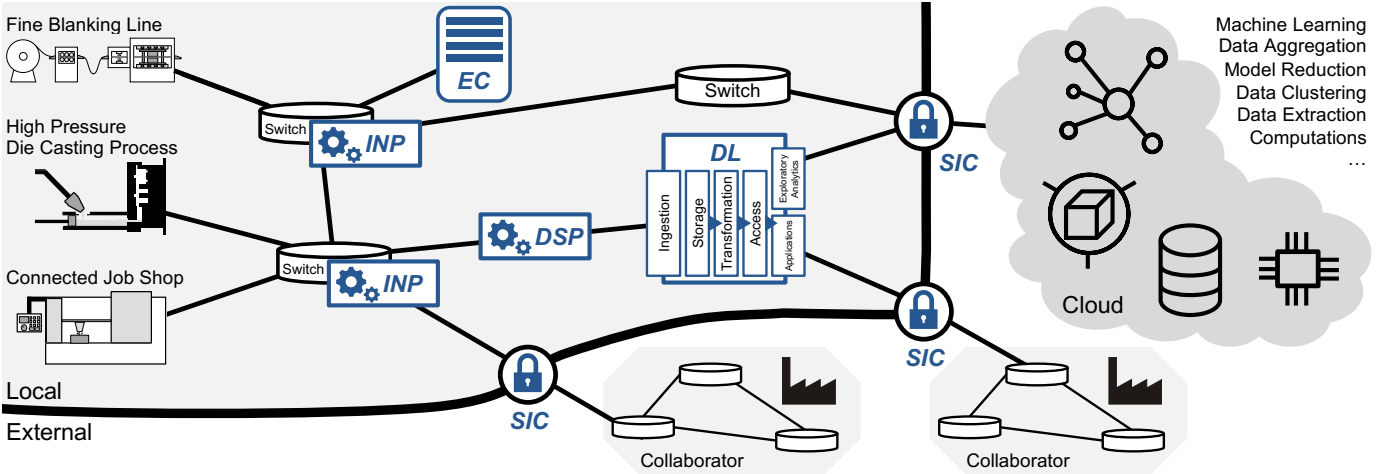 Fine Blanking Line
EC
Switch
INP
Switch
SIC
Machine Learning
Data Aggregation
Model Reduction
Data Clustering
Data Extraction
Computations
...
High Pressure
Die Casting Process
DL
Ingestion
Storage
Transformation
Access
Exploratory
Analytics
Applications
DSP
Switch
INP
Connected Job Shop
Cloud
SIC
SIC
Local
External
Collaborator
Collaborator